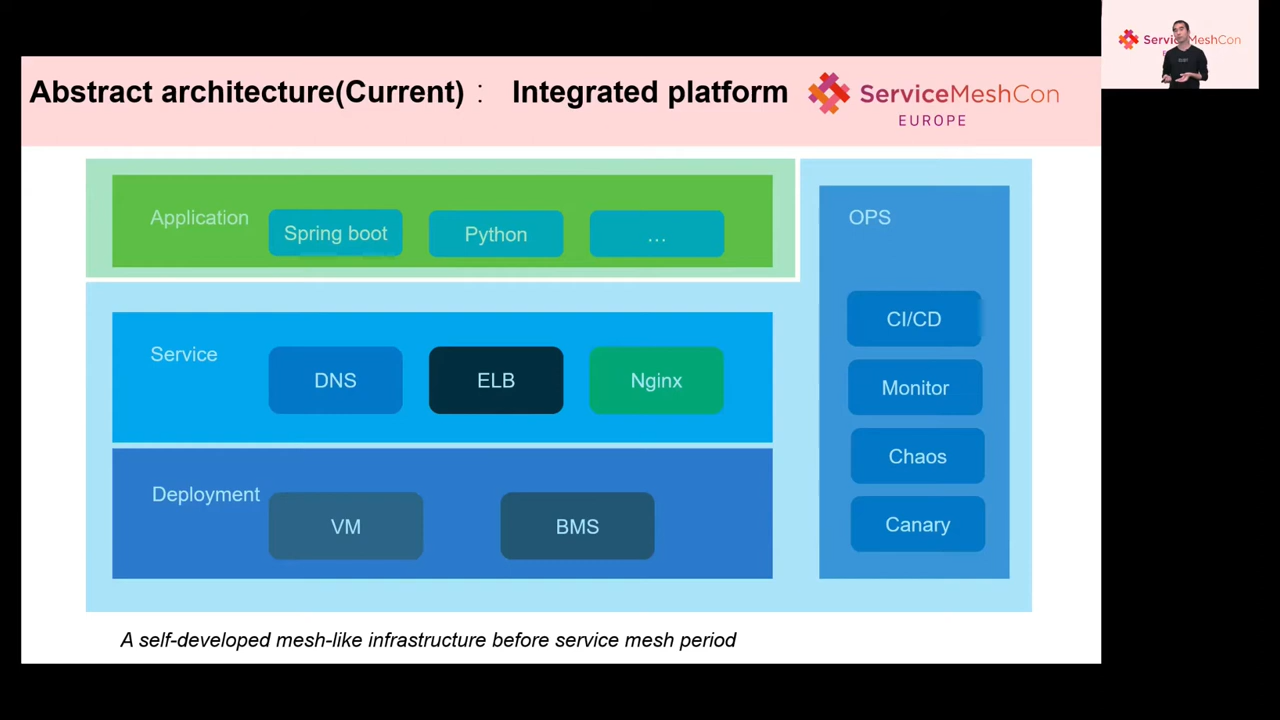 Abstract architecture(Current)： Integrated platform
ServiceMeshCon
EUROPE
ServiceMeshCon
Application
Spring boot
Python
...
OPS
CI/CD
Monitor
Chaos
Canary
Service
DNS
ELB
Nginx
Deployment
VM
BMS
A self-developed mesh-like infrastructure before service mesh period